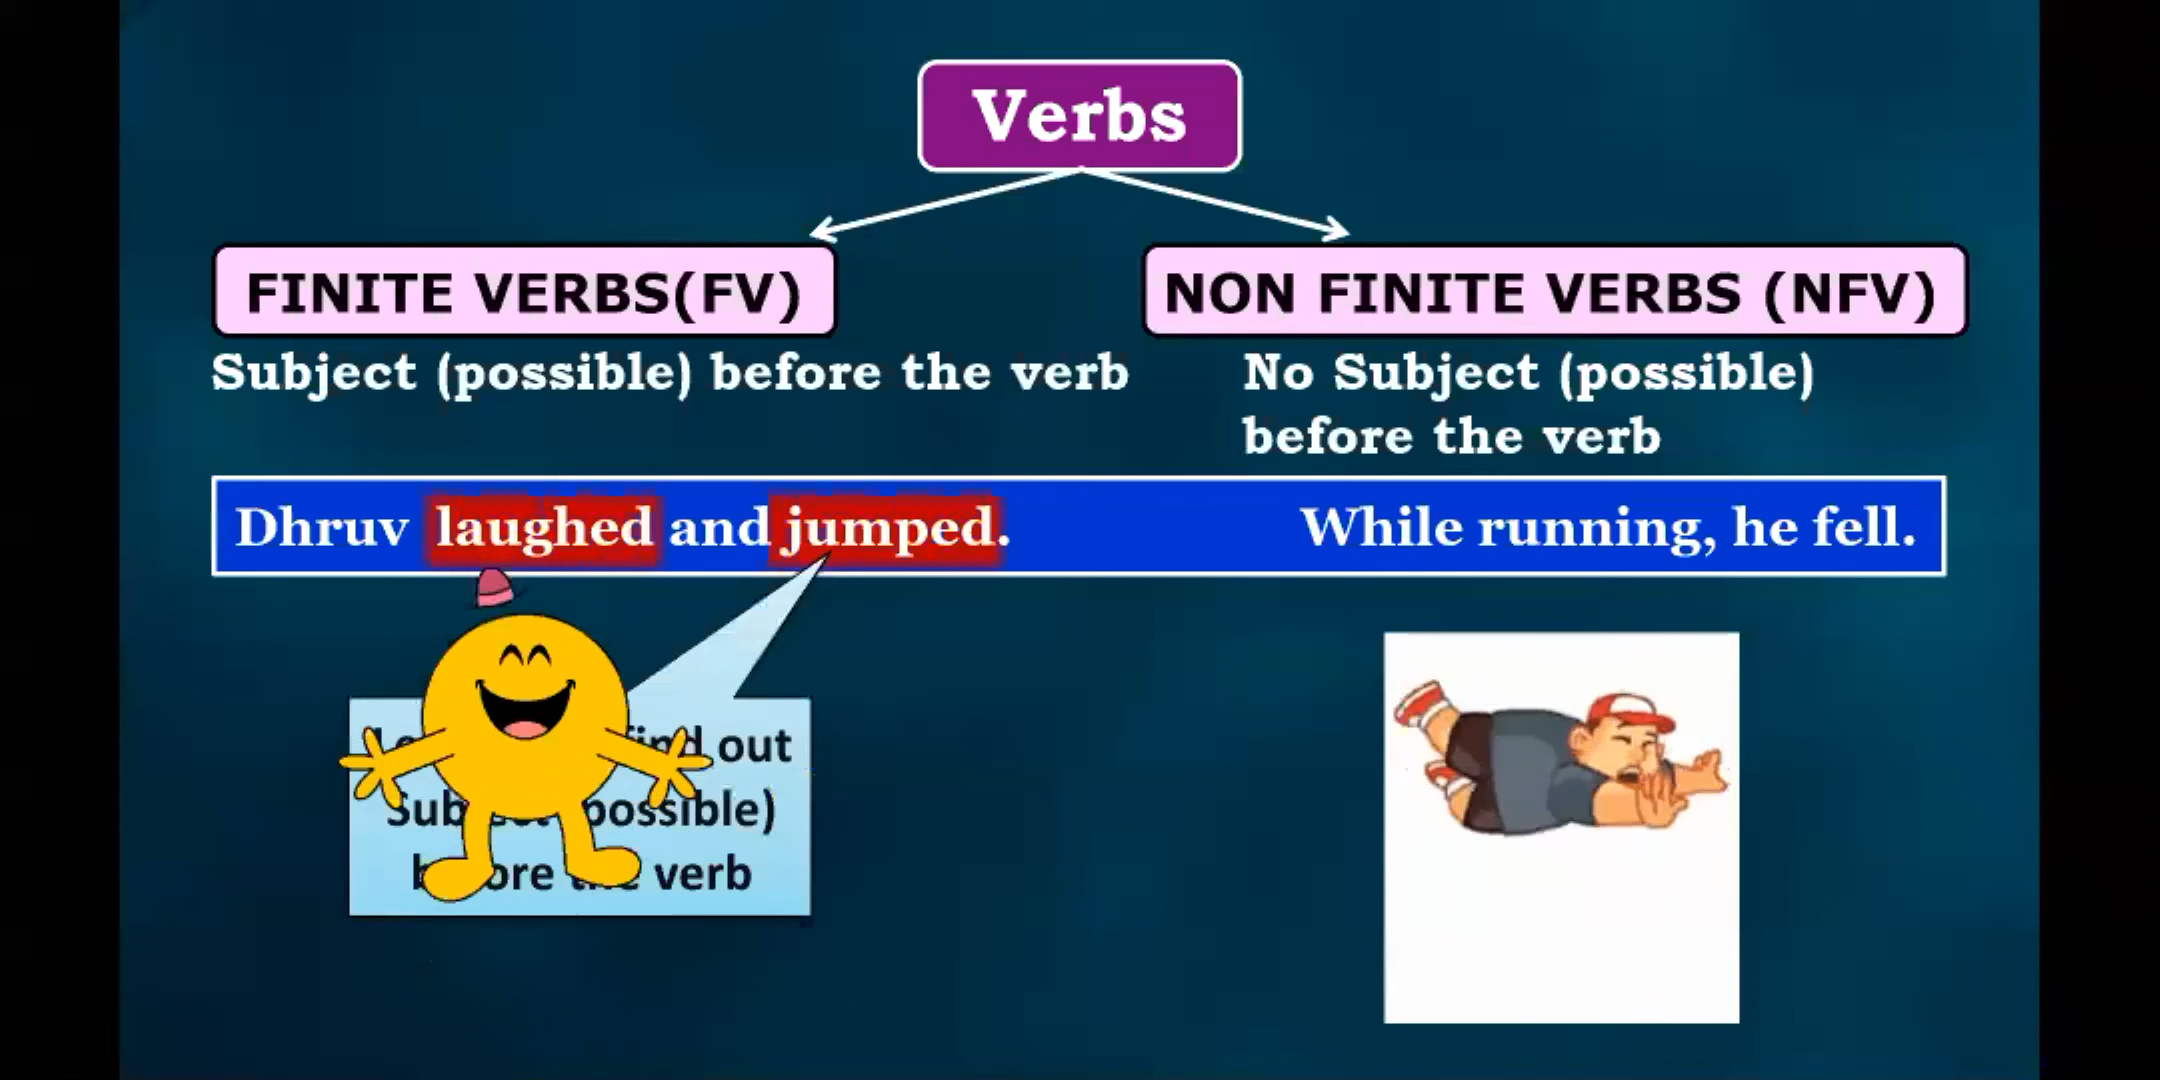 Verbs
FINITE VERBS(FV)
NON FINITE VERBS (NFV)
Subject (possible) before the verb
No Subject (possible)
before the verb
Dhruv laughed and jumped.
While running, he fell.
find out
possible)
verb